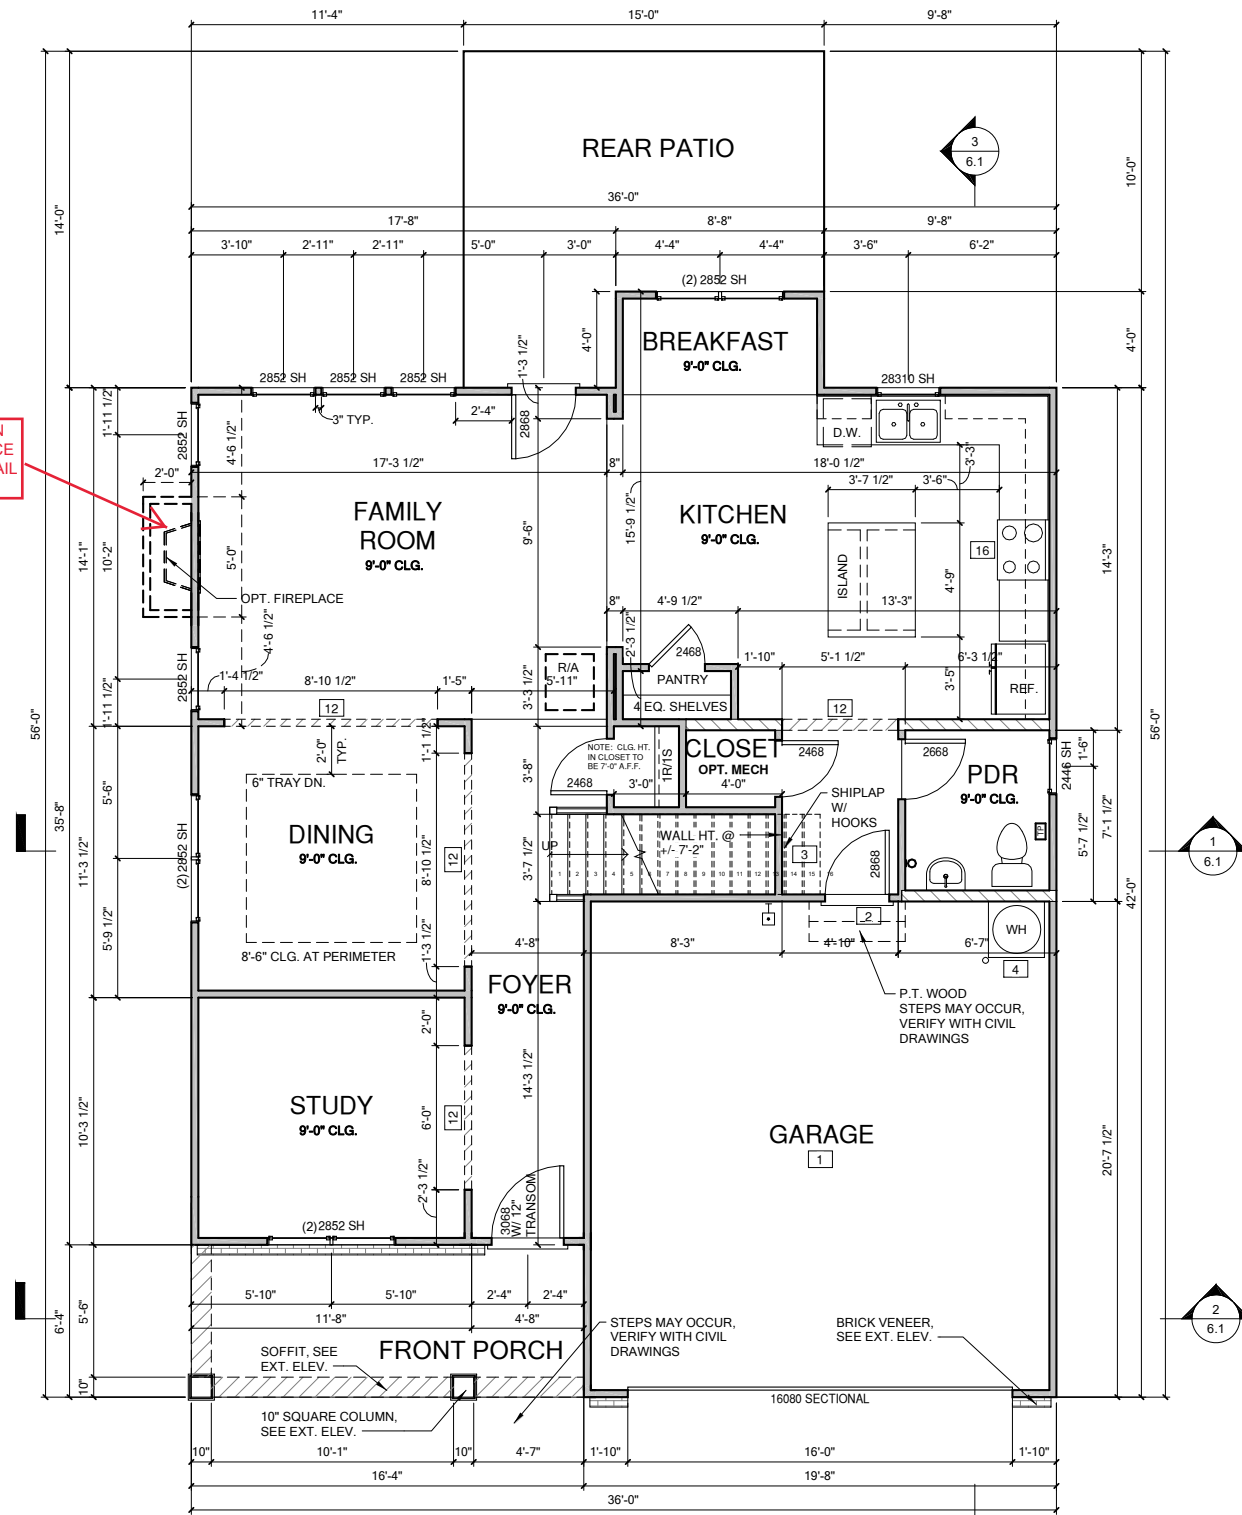 11'-4"
15'-0"
9'-8"
REAR PATIO
3
6.1
36'-0"
17'-8"
8'-8"
9'-8"
3'-10"
2'-11"
2'-11"
5'-0"
3'-0"
4'-4"
4'-4"
3'-6"
6'-2"
14'-0"
10'-0"
(2) 2852 SH
BREAKFAST
9'-0" CLG.
4'-0"
4'-0"
1'-3 1/2"
2852 SH
2852 SH
2852 SH
28310 SH
3" TYP.
2'-4"
2868
D.W.
1'-11 1/2"
2852 SH
4'-6 1/2"
2'-0"
17'-3 1/2"
8"
18'-0 1/2"
3'-3"
3'-7 1/2"
3'-6"
FAMILY
ROOM
9'-0" CLG.
KITCHEN
9'-0" CLG.
15'-9 1/2"
9'-6"
14'-1"
10'-2"
5'-0"
OPT. FIREPLACE
ISLAND
4'-9"
16
14'-3"
8"
4'-9 1/2"
13'-3"
4'-6 1/2"
2'-3 1/2"
2468
1'-10"
5'-1 1/2"
6'-3 1/2"
3'-5"
REF.
R/A
5'-11"
PANTRY
4 EQ. SHELVES
3'-3 1/2"
1'-4 1/2"
8'-10 1/2"
1'-5"
2852 SH
1'-11 1/2"
12
12
56'-0"
56'-0"
35'-8"
2'-0"
TYP.
1'-1 1/2"
6" TRAY DN.
NOTE: CLG. HT.
IN CLOSET TO
BE 7'-0" A.F.F.
2468
3'-8"
1R/1S
3'-0"
CLOSET
OPT. MECH
4'-0"
2468
2668
PDR
9'-0" CLG.
2446 SH
1'-6"
SHIPLAP
W/
HOOKS
5'-6"
DINING
9'-0" CLG.
(2) 2852 SH
11'-3 1/2"
8'-10 1/2"
12
UP
1 2 3 4 5 6 7 8 9 10 11 12 13 14 15 16
WALL HT. @
+/- 7'-2"
3'-7 1/2"
3
2868
TP
5'-7 1/2"
7'-1 1/2"
1
6.1
42'-0"
5'-9 1/2"
1'-3 1/2"
8'-6" CLG. AT PERIMETER
2
WH
4
4'-8"
8'-3"
4'-10"
6'-7"
FOYER
9'-0" CLG.
P.T. WOOD
STEPS MAY OCCUR,
VERIFY WITH CIVIL
DRAWINGS
2'-0"
14'-3 1/2"
STUDY
9'-0" CLG.
10'-3 1/2"
6'-0"
12
GARAGE
1
20'-7 1/2"
2'-3 1/2"
3068
W/ 12"
TRANSOM
(2) 2852 SH
5'-10"
5'-10"
2'-4"
2'-4"
11'-8"
4'-8"
6'-4"
5'-6"
FRONT PORCH
SOFFIT, SEE
EXT. ELEV.
STEPS MAY OCCUR,
VERIFY WITH CIVIL
DRAWINGS
BRICK VENEER,
SEE EXT. ELEV.
2
6.1
10"
16080 SECTIONAL
10" SQUARE COLUMN,
SEE EXT. ELEV.
10"
10'-1"
10"
4'-7"
1'-10"
16'-0"
1'-10"
16'-4"
19'-8"
36'-0"